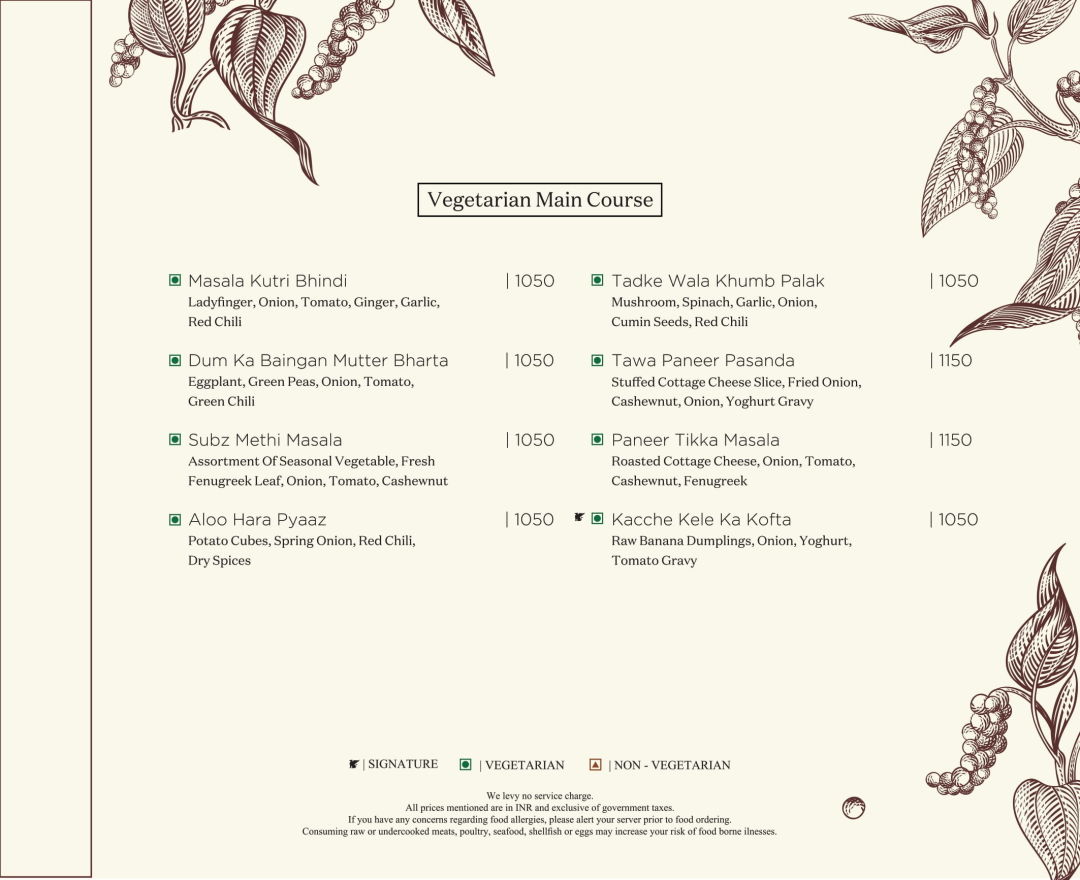 Vegetarian Main Course
Masala Kutri Bhindi | 1050
Ladyfinger, Onion, Tomato, Ginger, Garlic,
Red Chili
Dum Ka Baingan Mutter Bharta | 1050
Eggplant, Green Peas, Onion, Tomato,
Green Chili
Subz Methi Masala | 1050
Assortment Of Seasonal Vegetable, Fresh
Fenugreek Leaf, Onion, Tomato, Cashewnut
Aloo Hara Pyaaz | 1050
Potato Cubes, Spring Onion, Red Chili,
Dry Spices
Tadke Wala Khumb Palak | 1050
Mushroom, Spinach, Garlic, Onion,
Cumin Seeds, Red Chili
Tawa Paneer Pasanda | 1150
Stuffed Cottage Cheese Slice, Fried Onion,
Cashewnut, Onion, Yoghurt Gravy
Paneer Tikka Masala | 1150
Roasted Cottage Cheese, Onion, Tomato,
Cashewnut, Fenugreek
Kacche Kele Ka Kofta | 1050
Raw Banana Dumplings, Onion, Yoghurt,
Tomato Gravy
| SIGNATURE | VEGETARIAN | NON - VEGETARIAN
We levy no service charge.
All prices mentioned are in INR and exclusive of government taxes.
If you have any concerns regarding food allergies, please alert your server prior to food ordering.
Consuming raw or undercooked meats, poultry, seafood, shellfish or eggs may increase your risk of food borne ilnesses.